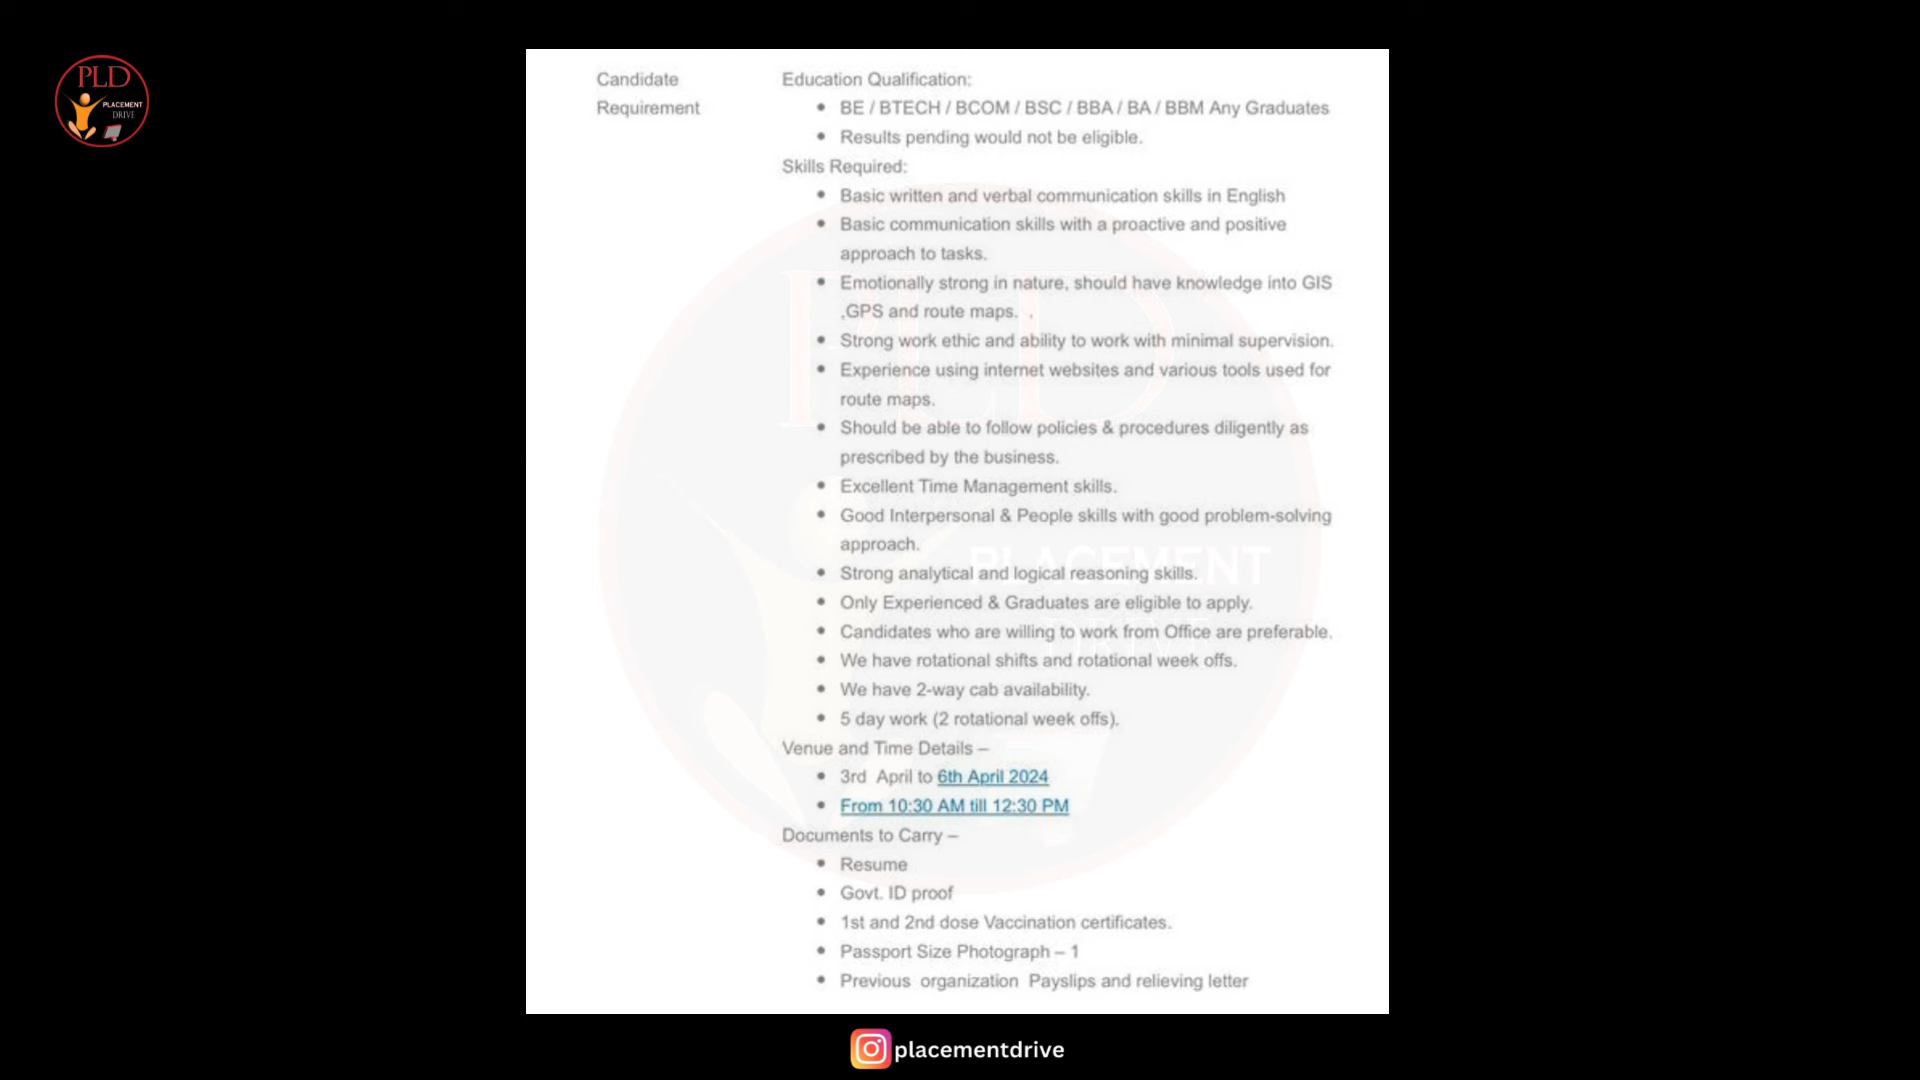 PLD
PLACEMENT
DRIVE
Candidate
Requirement
Education Qualification:
• BE / BTECH / BCOM / BSC / BBA / BA / BBM Any Graduates
• Results pending would not be eligible.
Skills Required:
• Basic written and verbal communication skills in English
• Basic communication skills with a proactive and positive
approach to tasks.
• Emotionally strong in nature, should have knowledge into GIS
,GPS and route maps. .
• Strong work ethic and ability to work with minimal supervision.
• Experience using internet websites and various tools used for
route maps.
• Should be able to follow policies & procedures diligently as
prescribed by the business.
• Excellent Time Management skills.
• Good Interpersonal & People skills with good problem-solving
approach.
• Strong analytical and logical reasoning skills.
• Only Experienced & Graduates are eligible to apply.
• Candidates who are willing to work from Office are preferable.
• We have rotational shifts and rotational week offs.
• We have 2-way cab availability.
• 5 day work (2 rotational week offs).
Venue and Time Details –
• 3rd April to 6th April 2024
• From 10:30 AM till 12:30 PM
Documents to Carry –
• Resume
• Govt. ID proof
• 1st and 2nd dose Vaccination certificates.
• Passport Size Photograph – 1
• Previous organization Payslips and relieving letter
PLD
PLACEMENT
DRIVE
placementdrive